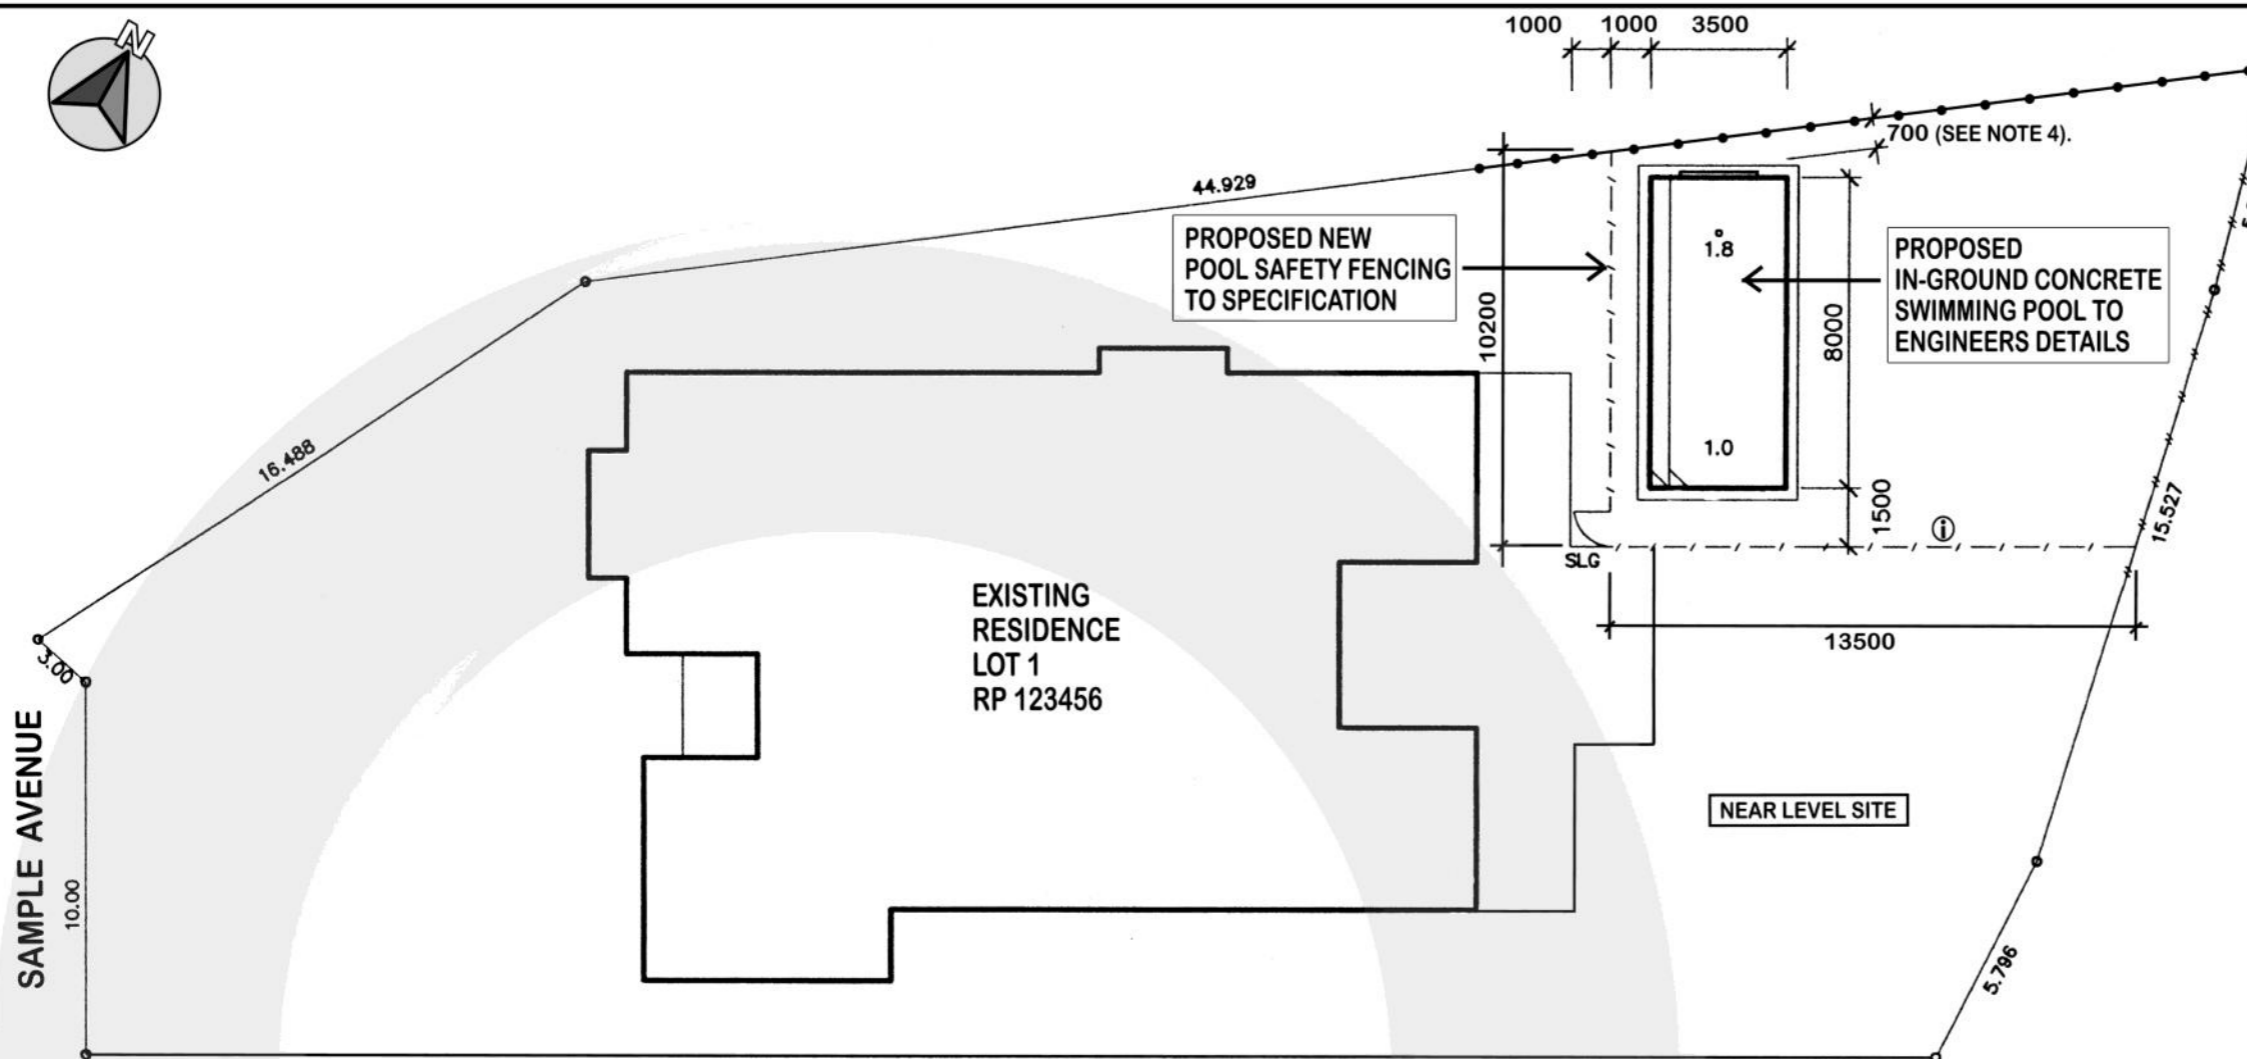 N
1000 1000 3500
700 (SEE NOTE 4).
44.929
PROPOSED NEW
POOL SAFETY FENCING
TO SPECIFICATION
10200
1.8
1.0
8000
1500
PROPOSED
IN-GROUND CONCRETE
SWIMMING POOL TO
ENGINEERS DETAILS
16.488
i
15.527
SLG
13500
EXISTING
RESIDENCE
LOT 1
RP 123456
3.00
SAMPLE AVENUE
10.00
NEAR LEVEL SITE
5.796